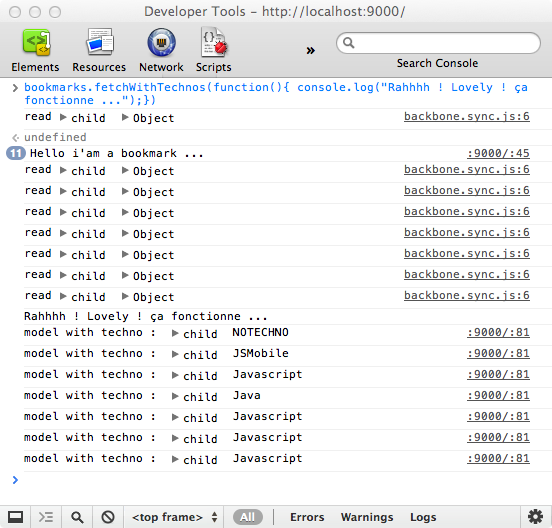 Developer Tools – http://localhost:9000/
Elements Resources Network Scripts » Search Console
> bookmarks.fetchWithTechnos(function(){ console.log("Rahhhh ! Lovely ! ça
fonctionne ...");})
read ▶ child ▶ Object backbone.sync.js:6
undefined
11 Hello i'am a bookmark ... :9000/:45
read ▶ child ▶ Object backbone.sync.js:6
read ▶ child ▶ Object backbone.sync.js:6
read ▶ child ▶ Object backbone.sync.js:6
read ▶ child ▶ Object backbone.sync.js:6
read ▶ child ▶ Object backbone.sync.js:6
read ▶ child ▶ Object backbone.sync.js:6
read ▶ child ▶ Object backbone.sync.js:6
Rahhhh ! Lovely ! ça fonctionne ...
model with techno : ▶ child NOTECHNO :9000/:81
model with techno : ▶ child JSMobile :9000/:81
model with techno : ▶ child Javascript :9000/:81
model with techno : ▶ child Java :9000/:81
model with techno : ▶ child Javascript :9000/:81
model with techno : ▶ child Javascript :9000/:81
model with techno : ▶ child Javascript :9000/:81
>
<top frame> All Errors Warnings Logs